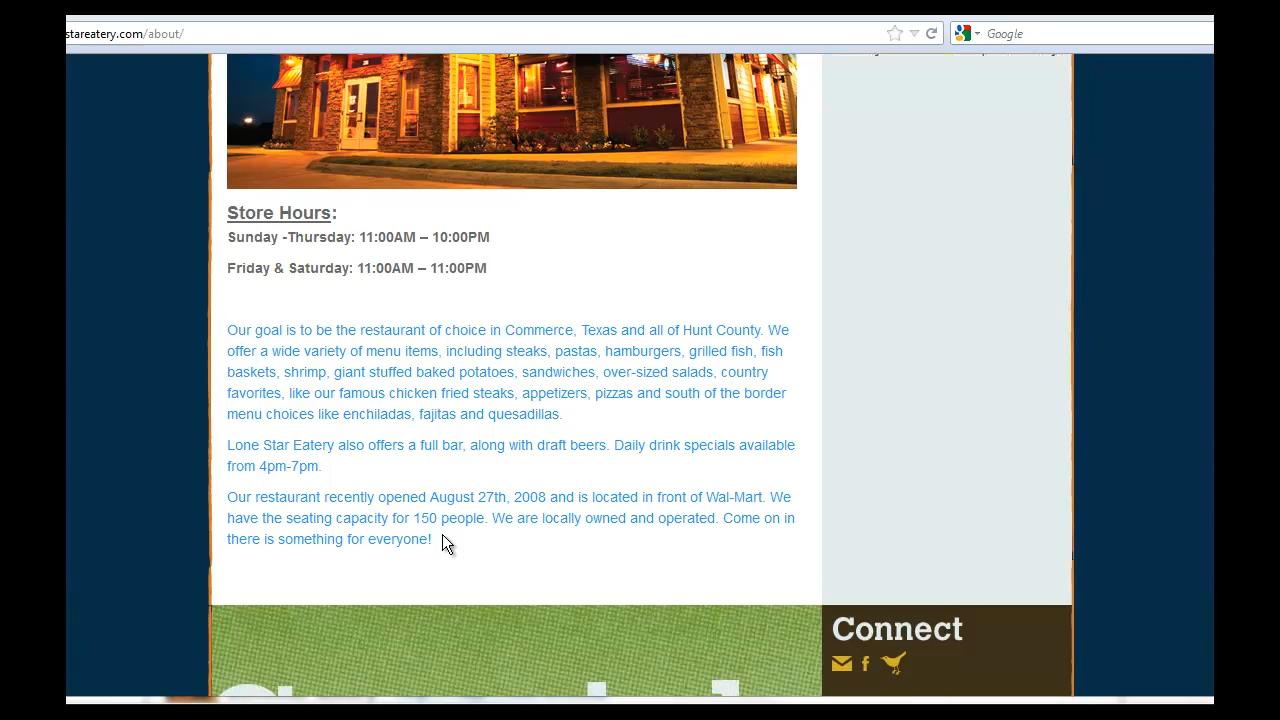 stareatery.com/about/
Google
Store Hours:
Sunday -Thursday: 11:00AM – 10:00PM
Friday & Saturday: 11:00AM – 11:00PM
Our goal is to be the restaurant of choice in Commerce, Texas and all of Hunt County. We
offer a wide variety of menu items, including steaks, pastas, hamburgers, grilled fish, fish
baskets, shrimp, giant stuffed baked potatoes, sandwiches, over-sized salads, country
favorites, like our famous chicken fried steaks, appetizers, pizzas and south of the border
menu choices like enchiladas, fajitas and quesadillas.
Lone Star Eatery also offers a full bar, along with draft beers. Daily drink specials available
from 4pm-7pm.
Our restaurant recently opened August 27th, 2008 and is located in front of Wal-Mart. We
have the seating capacity for 150 people. We are locally owned and operated. Come on in
there is something for everyone!
Connect